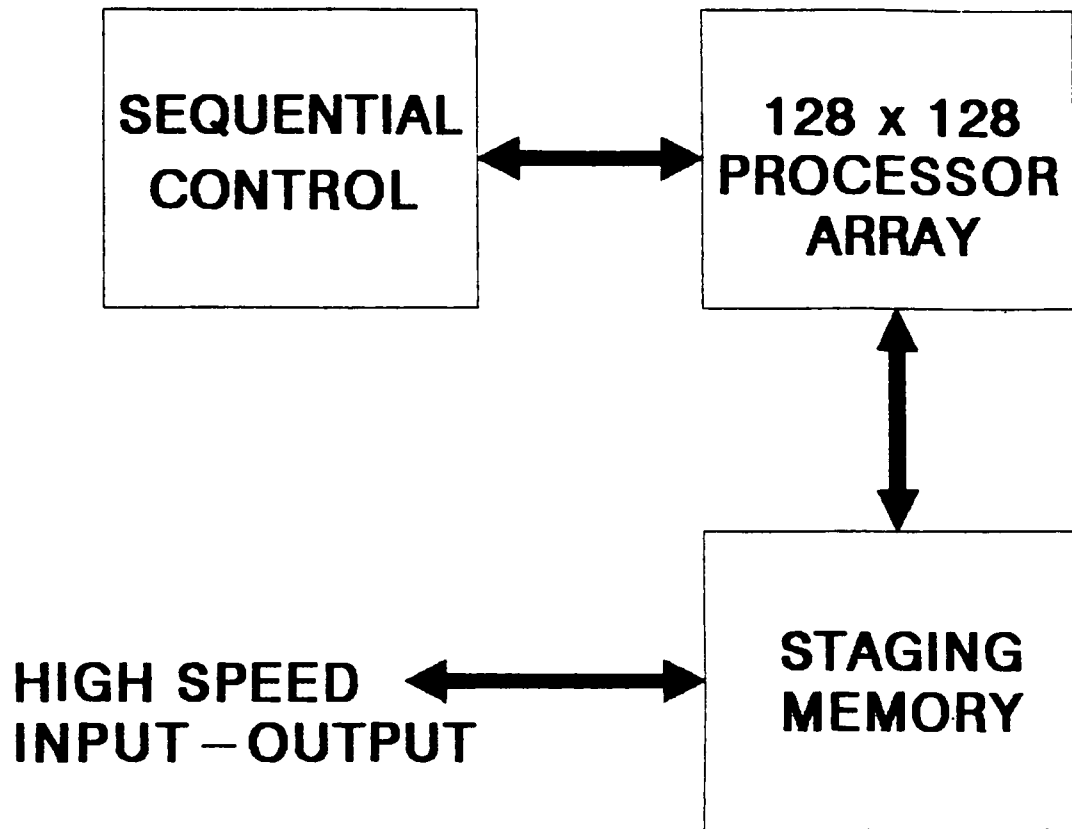 SEQUENTIAL
CONTROL
128 x 128
PROCESSOR
ARRAY
STAGING
MEMORY
HIGH SPEED
INPUT – OUTPUT